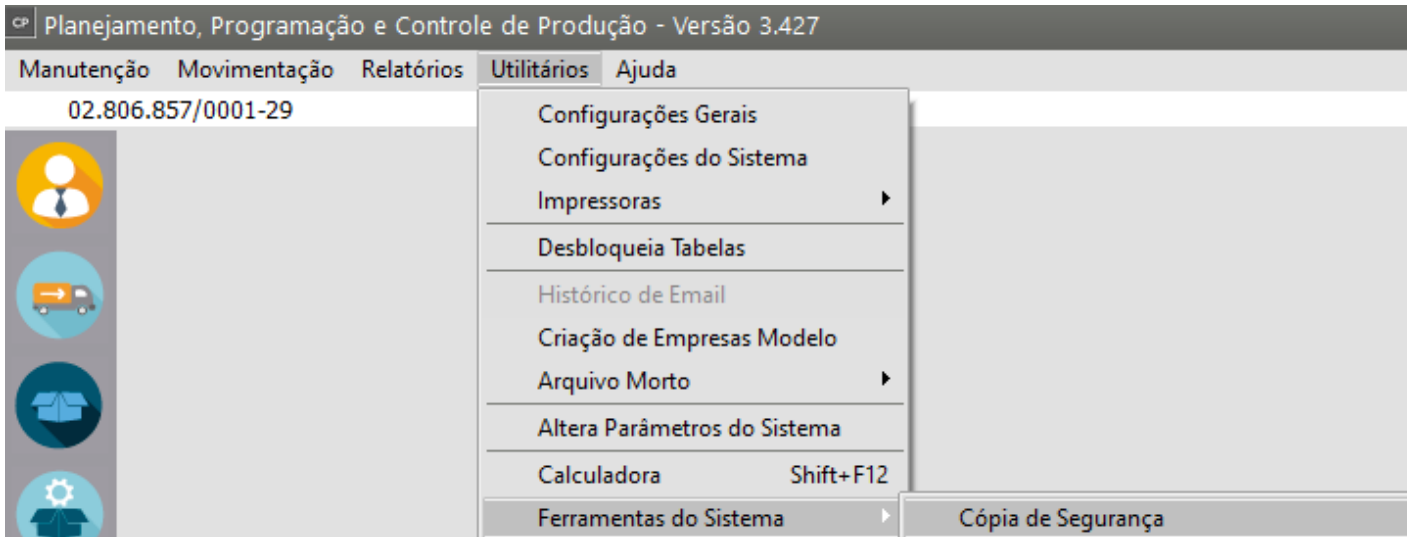 CP Planejamento, Programação e Controle de Produção - Versão 3.427
Manutenção Movimentação Relatórios Utilitários Ajuda
02.806.857/0001-29
Configurações Gerais
Configurações do Sistema
Impressoras
Desbloqueia Tabelas
Histórico de Email
Criação de Empresas Modelo
Arquivo Morto
Altera Parâmetros do Sistema
Calculadora Shift+F12
Ferramentas do Sistema Cópia de Segurança